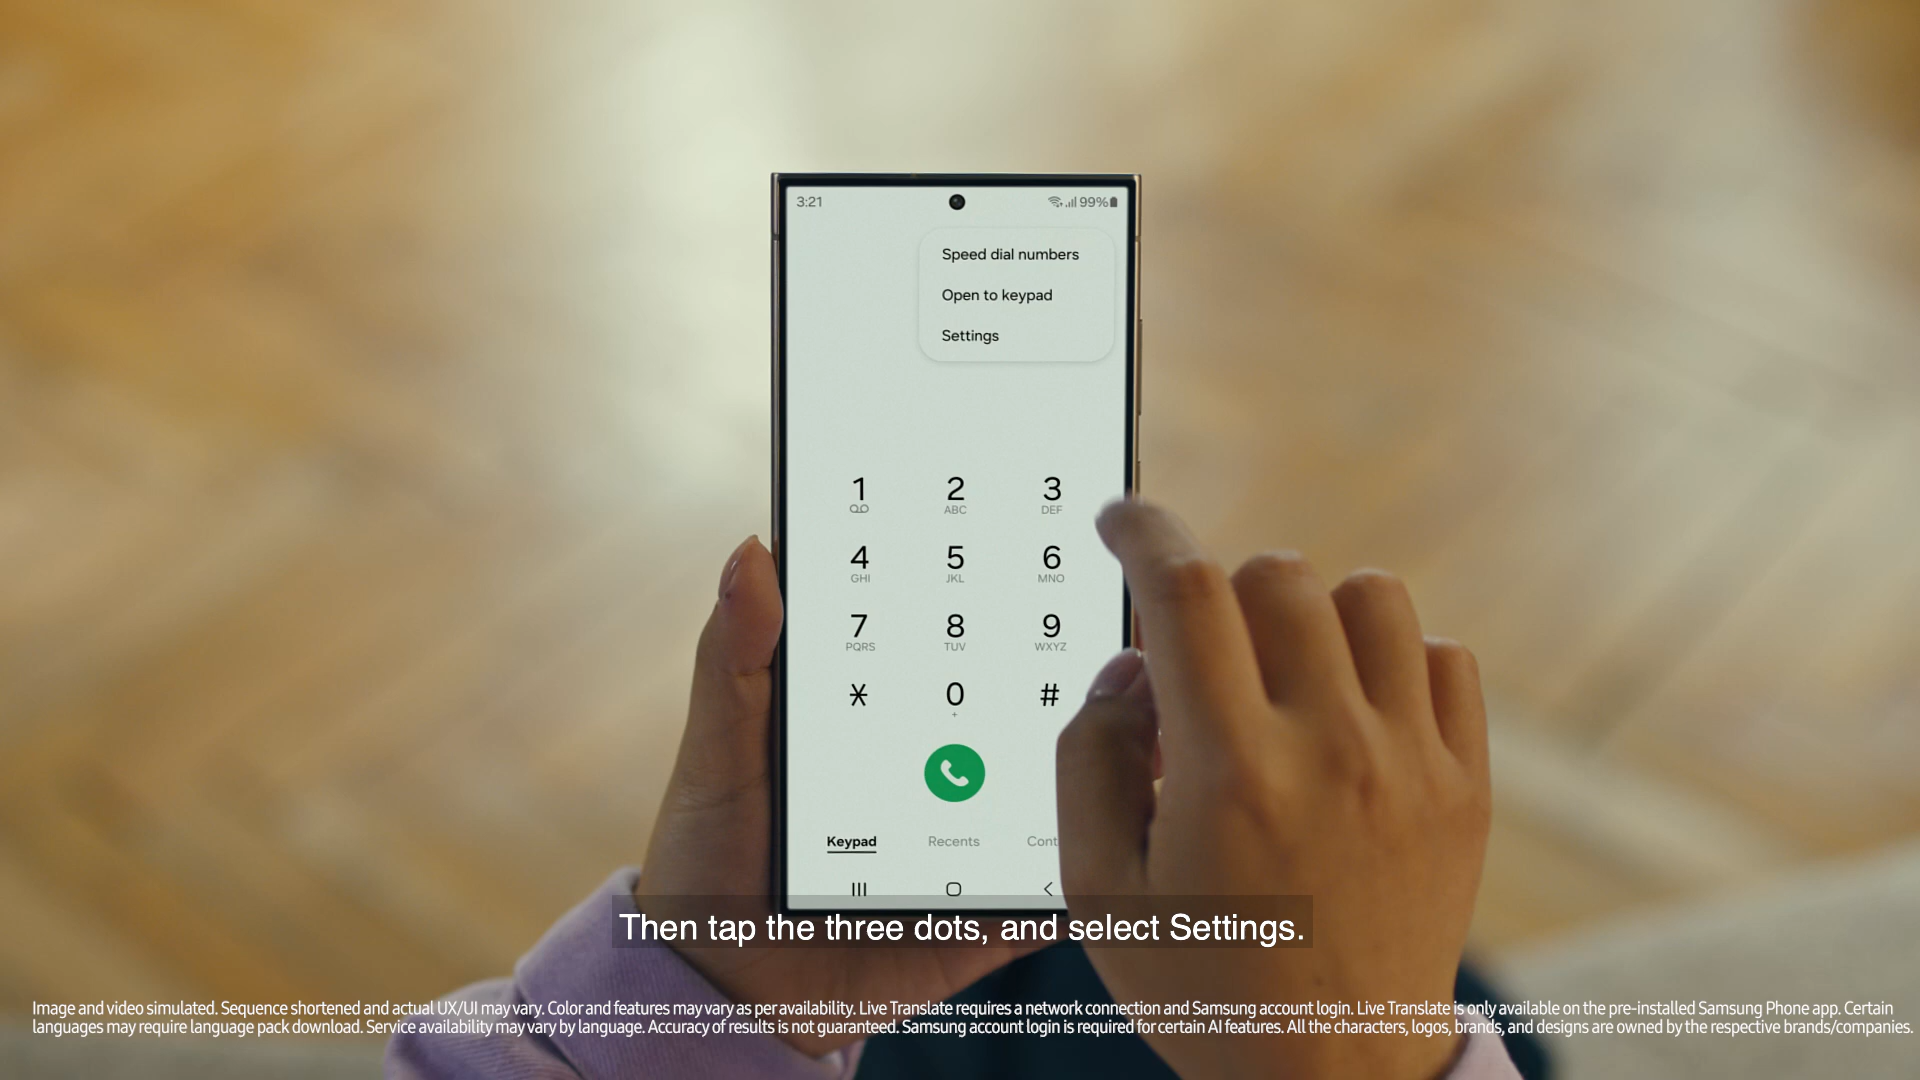 3:21
99%
Speed dial numbers
Open to keypad
Settings
1 2 3
ABC DEF
4 5 6
GHI JKL MNO
7 8 9
PQRS TUV WXYZ
* 0 #
+
Keypad Recents Cont
Then tap the three dots, and select Settings.
Image and video simulated. Sequence shortened and actual UX/UI may vary. Color and features may vary as per availability. Live Translate requires a network connection and Samsung account login. Live Translate is only available on the pre-installed Samsung Phone app. Certain
languages may require language pack download. Service availability may vary by language. Accuracy of results is not guaranteed. Samsung account login is required for certain AI features. All the characters, logos, brands, and designs are owned by the respective brands/companies.